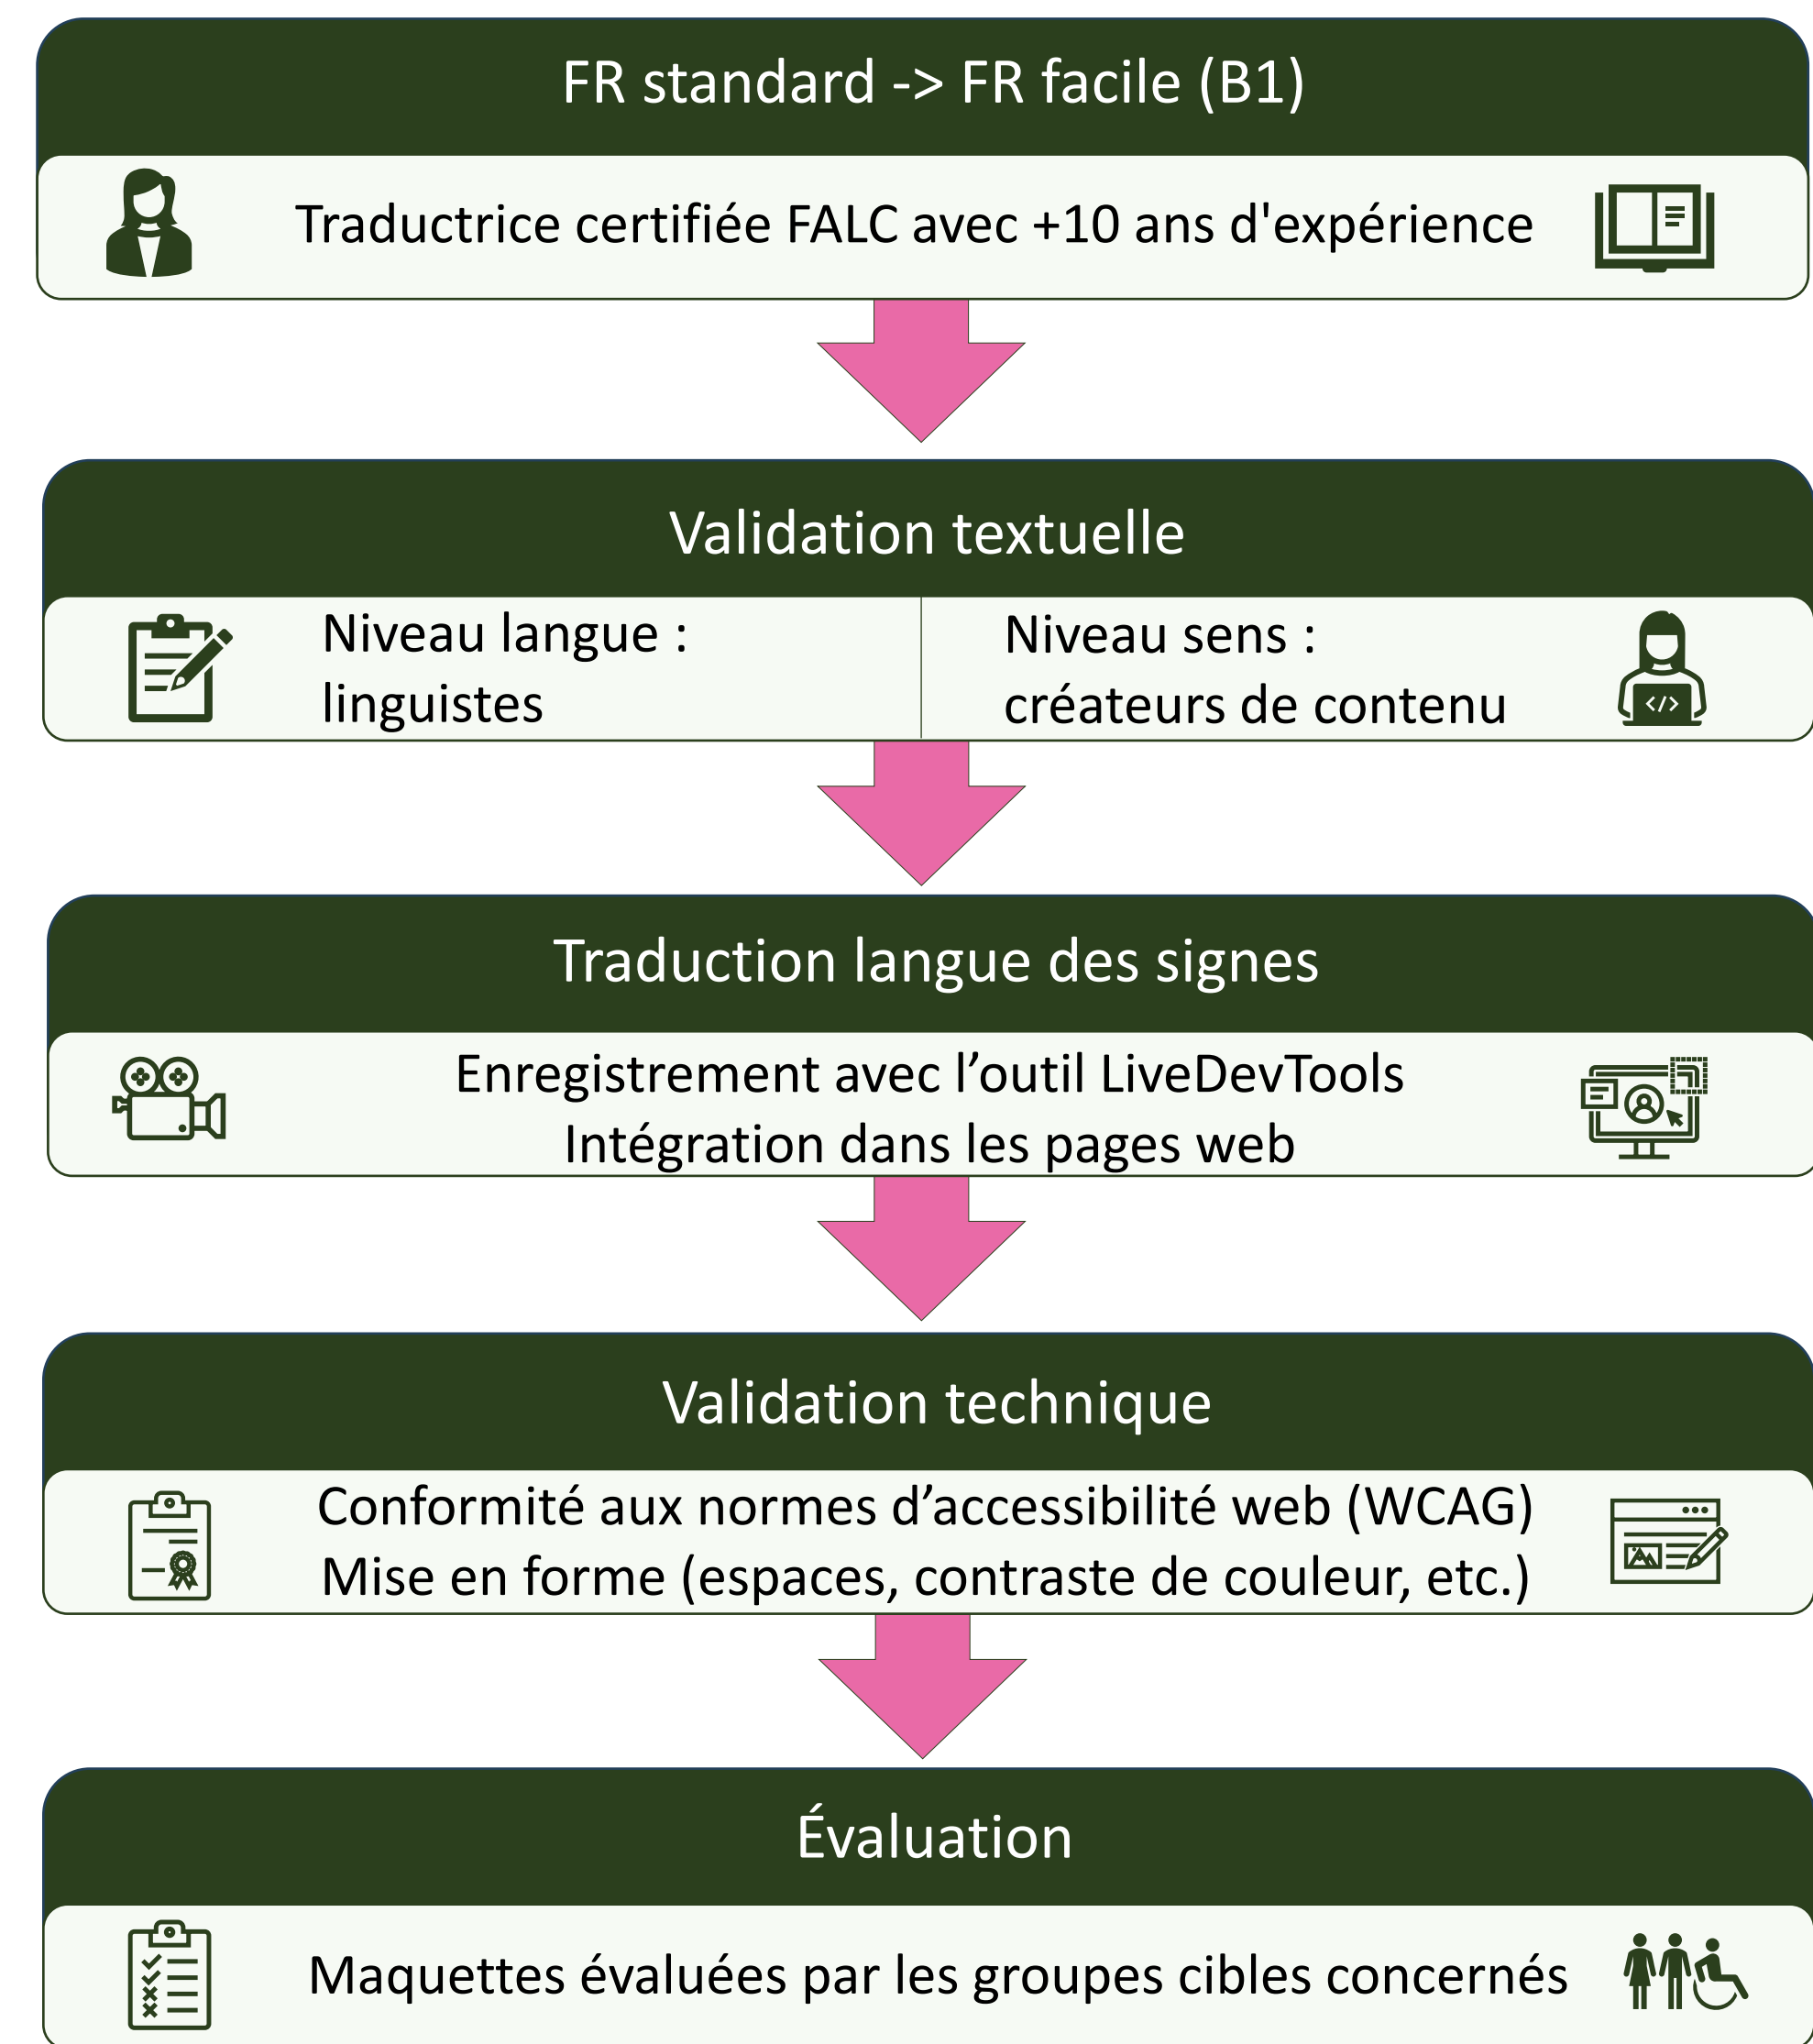 FR standard -> FR facile (B1)
Traductrice certifiée FALC avec +10 ans d'expérience
Validation textuelle
Niveau langue :
linguistes
Niveau sens :
créateurs de contenu
Traduction langue des signes
Enregistrement avec l’outil LiveDevTools
Intégration dans les pages web
Validation technique
Conformité aux normes d’accessibilité web (WCAG)
Mise en forme (espaces, contraste de couleur, etc.)
Évaluation
Maquettes évaluées par les groupes cibles concernés